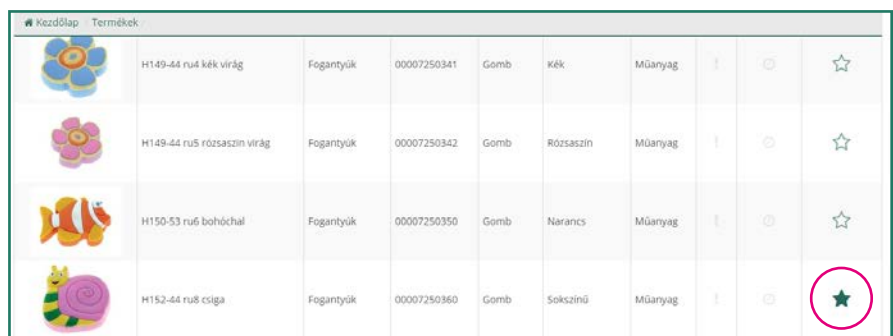 Kezdőlap / Termékek /
H149-44 ru4 kék virág Fogantyúk 00007250341 Gomb Kék Műanyag
H149-44 ru5 rózsaszín virág Fogantyúk 00007250342 Gomb Rózsaszín Műanyag
H150-53 ru6 bohóchal Fogantyúk 00007250350 Gomb Narancs Műanyag
H152-44 ru8 csiga Fogantyúk 00007250360 Gomb Sokszínű Műanyag